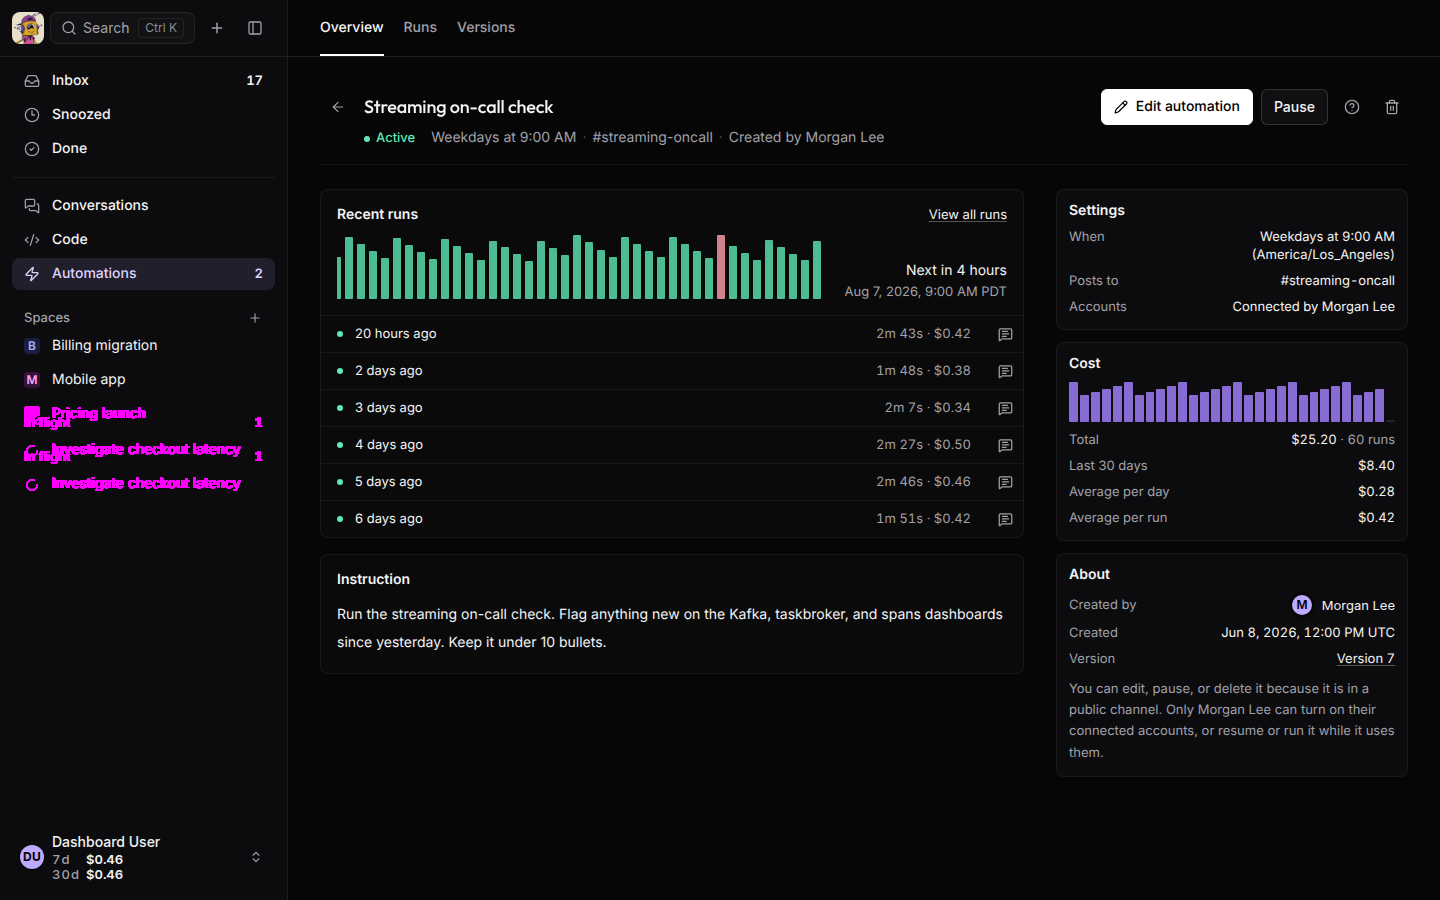 Search Ctrl K
Overview Runs Versions
Inbox 17
Snoozed
Done
Conversations
Code
Automations 2
Spaces
B Billing migration
M Mobile app
Pricing launch
In flight 1
Investigate checkout latency
In flight 1
Investigate checkout latency
DU Dashboard User
7d $0.46
30d $0.46
Streaming on-call check
Edit automation Pause
Active Weekdays at 9:00 AM · #streaming-oncall · Created by Morgan Lee
Recent runs View all runs
Next in 4 hours
Aug 7, 2026, 9:00 AM PDT
20 hours ago 2m 43s · $0.42
2 days ago 1m 48s · $0.38
3 days ago 2m 7s · $0.34
4 days ago 2m 27s · $0.50
5 days ago 2m 46s · $0.46
6 days ago 1m 51s · $0.42
Instruction
Run the streaming on-call check. Flag anything new on the Kafka, taskbroker, and spans dashboards
since yesterday. Keep it under 10 bullets.
Settings
When Weekdays at 9:00 AM
(America/Los_Angeles)
Posts to #streaming-oncall
Accounts Connected by Morgan Lee
Cost
Total $25.20 · 60 runs
Last 30 days $8.40
Average per day $0.28
Average per run $0.42
About
Created by M Morgan Lee
Created Jun 8, 2026, 12:00 PM UTC
Version Version 7
You can edit, pause, or delete it because it is in a
public channel. Only Morgan Lee can turn on their
connected accounts, or resume or run it while it uses
them.